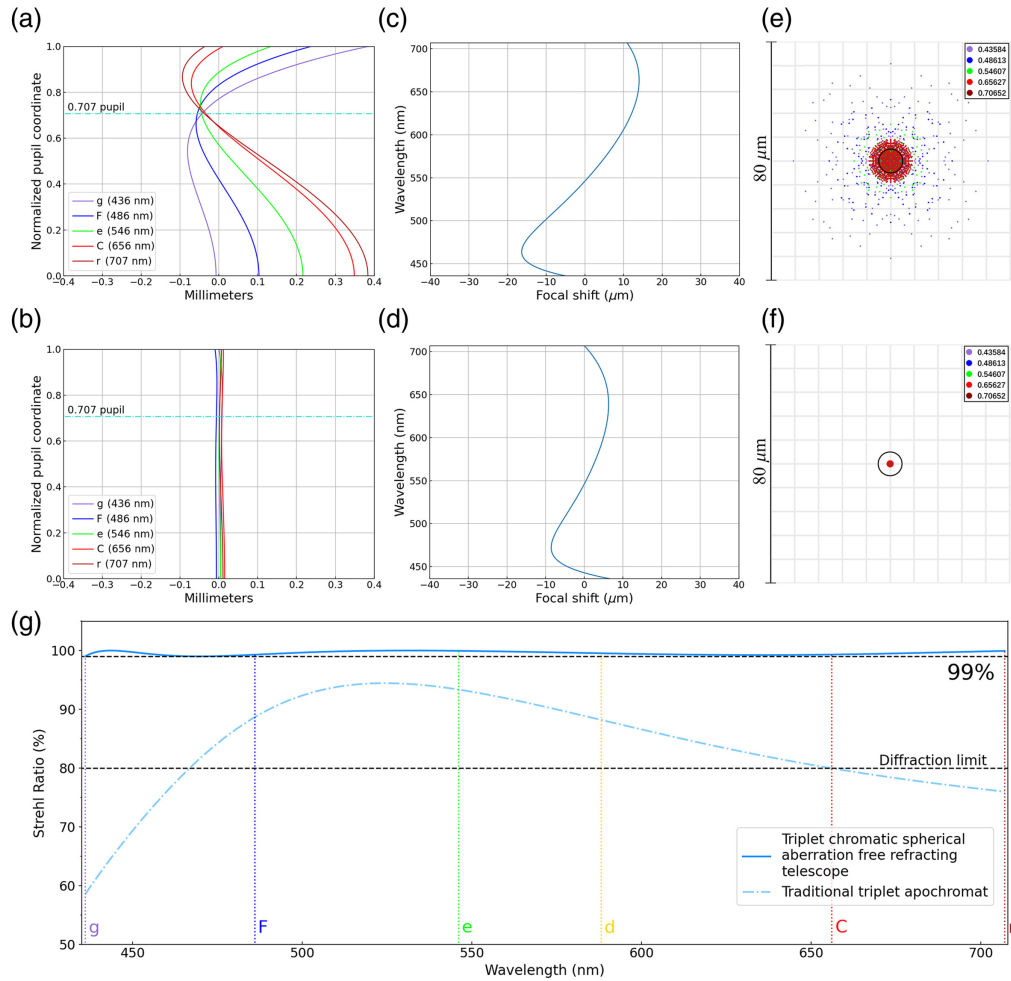 (a)
1.0
0.8
0.6
0.4
0.2
0.0
Normalized pupil coordinate
0.707 pupil
g (436 nm)
F (486 nm)
e (546 nm)
C (656 nm)
r (707 nm)
−0.4 −0.3 −0.2 −0.1 0.0 0.1 0.2 0.3 0.4
Millimeters
(c)
700
650
600
550
500
450
Wavelength (nm)
−40 −30 −20 −10 0 10 20 30 40
Focal shift (μm)
(e)
80 μm
0.43584
0.48613
0.54607
0.65627
0.70652
(b)
1.0
0.8
0.6
0.4
0.2
0.0
Normalized pupil coordinate
0.707 pupil
g (436 nm)
F (486 nm)
e (546 nm)
C (656 nm)
r (707 nm)
−0.4 −0.3 −0.2 −0.1 0.0 0.1 0.2 0.3 0.4
Millimeters
(d)
700
650
600
550
500
450
Wavelength (nm)
−40 −30 −20 −10 0 10 20 30 40
Focal shift (μm)
(f)
80 μm
0.43584
0.48613
0.54607
0.65627
0.70652
(g)
100
90
80
70
60
50
Strehl Ratio (%)
99%
Diffraction limit
Triplet chromatic spherical
aberration free refracting
telescope
Traditional triplet apochromat
g F e d C
450 500 550 600 650 700
Wavelength (nm)